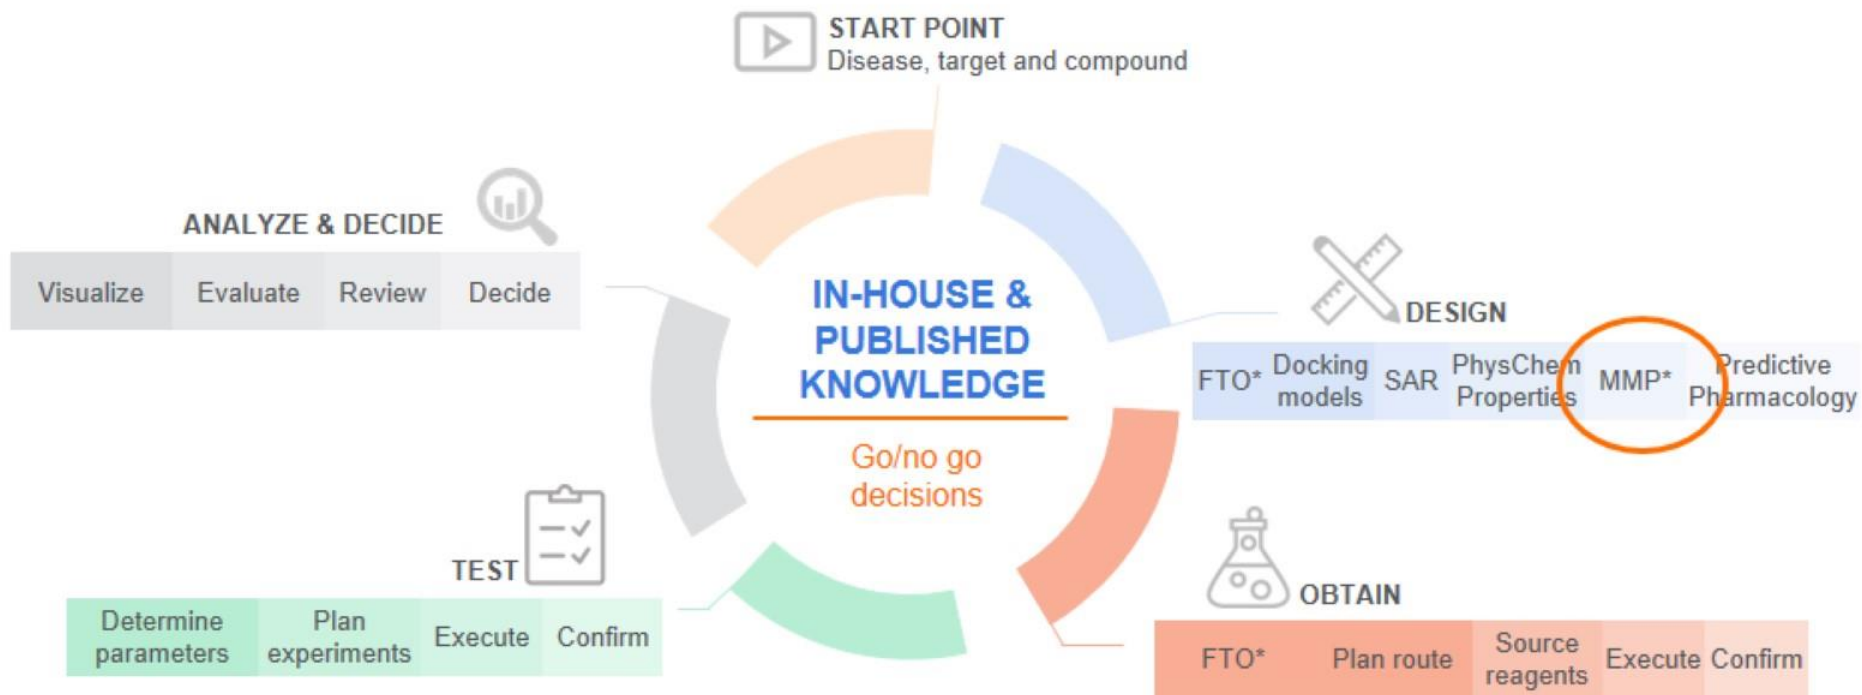 START POINT
Disease, target and compound
ANALYZE & DECIDE
Visualize Evaluate Review Decide
IN-HOUSE &
PUBLISHED
KNOWLEDGE
Go/no go
decisions
DESIGN
FTO* Docking models SAR PhysChem Properties MMP* Predictive Pharmacology
TEST
Determine parameters Plan experiments Execute Confirm
OBTAIN
FTO* Plan route Source reagents Execute Confirm